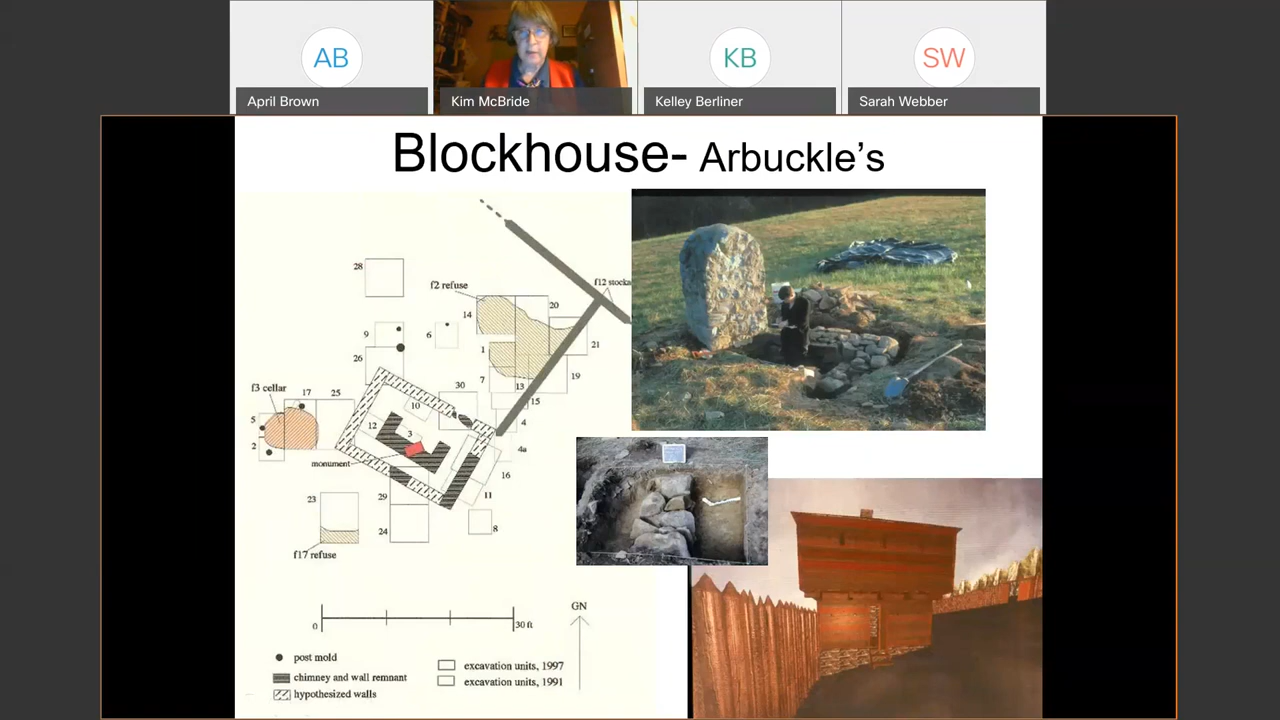 AB
KB
SW
April Brown
Kim McBride
Kelley Berliner
Sarah Webber
Blockhouse- Arbuckle's
28
f2 refuse
f12 stocka
14
20
9
6
1
21
26
7
13
19
f3 cellar
17
25
30
15
5
10
4
12
3
2
4a
monument
16
23
29
11
24
8
f17 refuse
0
30 ft
GN
post mold
chimney and wall remnant
hypothesized walls
excavation units, 1997
excavation units, 1991